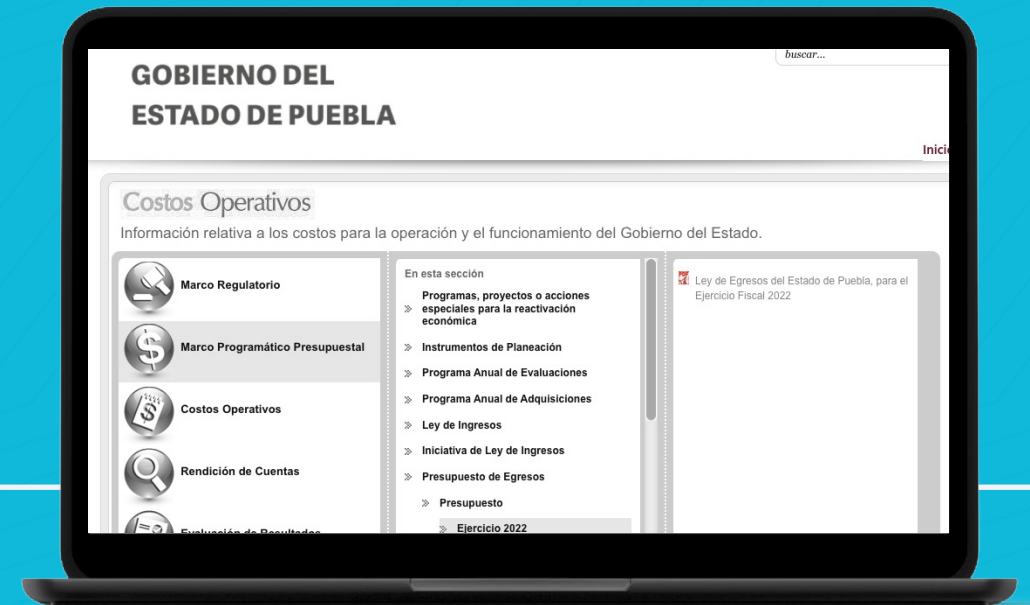 buscar...
GOBIERNO DEL
ESTADO DE PUEBLA
Costos Operativos
Información relativa a los costos para la operación y el funcionamiento del Gobierno del Estado.
Marco Regulatorio
Marco Programático Presupuestal
Costos Operativos
Rendición de Cuentas
En esta sección
Programas, proyectos o acciones
especiales para la reactivación
económica
Instrumentos de Planeación
Programa Anual de Evaluaciones
Programa Anual de Adquisiciones
Ley de Ingresos
Iniciativa de Ley de Ingresos
Presupuesto de Egresos
Presupuesto
Ejercicio 2022
Ley de Egresos del Estado de Puebla, para el
Ejercicio Fiscal 2022